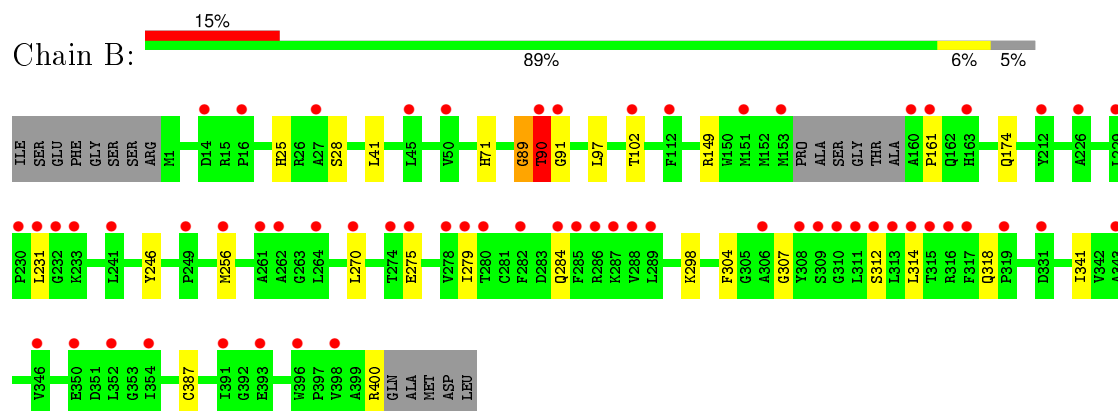 15%
Chain B:
89% 6% 5%
ILE SER GLU PHE GLY SER SER ARG M1 D14 R15 P16 H25 R26 A27 S28 L41 L45 V50 H71 G89 T90 G91 L97 T102 F112 R149 W150 M151 M152 M153 PRO ALA SER GLY THR ALA A160 P161 Q162 H163 Q174 Y212 A226 L229
P230 L231 G232 K233 L241 Y246 P249 M256 A261 A262 G263 L264 L270 T274 E275 V278 I279 T280 C281 F282 D283 Q284 G285 R286 K287 V288 L289 K298 F304 G305 A306 G307 Y308 S309 G310 L311 S312 L313 L314 T315 R316 F317 Q318 P319 D331 I341 V342 A343
V346 E350 D351 L352 G353 I354 C387 I391 G392 E393 W396 P397 V398 A399 R400 GLN ALA MET ASP LEU